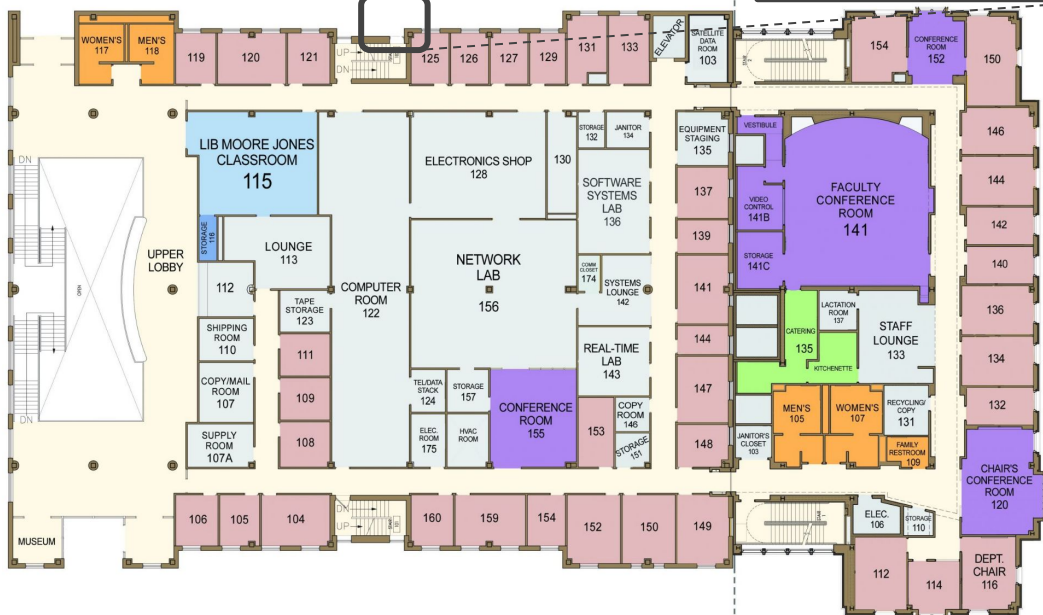 WOMEN'S
117
MEN'S
118
119
120
121
UP
DN
125
126
127
129
131
133
ELEVATOR
SATELLITE
DATA
ROOM
103
154
CONFERENCE
ROOM
152
150
LIB MOORE JONES
CLASSROOM
115
ELECTRONICS SHOP
128
130
STORAGE
132
JANITOR
134
EQUIPMENT
STAGING
135
VESTIBULE
146
SOFTWARE
SYSTEMS
LAB
136
137
VIDEO
CONTROL
141B
FACULTY
CONFERENCE
ROOM
141
144
DN
UPPER
LOBBY
OPEN
STORAGE
116
LOUNGE
113
COMPUTER
ROOM
122
NETWORK
LAB
156
139
STORAGE
141C
142
140
112
COMM
CLOSET
174
SYSTEMS
LOUNGE
142
141
TAPE
STORAGE
123
LACTATION
ROOM
137
STAFF
LOUNGE
133
136
SHIPPING
ROOM
110
111
REAL-TIME
LAB
143
144
CATERING
135
KITCHENETTE
134
COPY/MAIL
ROOM
107
109
TEL/DATA
STACK
124
STORAGE
157
CONFERENCE
ROOM
155
147
132
DN
SUPPLY
ROOM
107A
108
ELEC.
ROOM
175
HVAC
ROOM
153
COPY
ROOM
146
STORAGE
151
148
JANITOR'S
CLOSET
103
MEN'S
105
WOMEN'S
107
RECYCLING/
COPY
131
FAMILY
RESTROOM
109
CHAIR'S
CONFERENCE
ROOM
120
MUSEUM
106
105
104
DN
UP
160
159
154
152
150
149
ELEC.
106
STORAGE
110
112
114
DEPT.
CHAIR
116